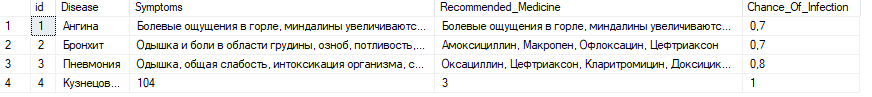 id Disease Symptoms Recommended_Medicine Chance_Of_Infection
1 1 Ангина Болевые ощущения в горле, миндалины увеличиваютс... Болевые ощущения в горле, миндалины увеличиваютс... 0,7
2 2 Бронхит Одышка и боли в области грудины, озноб, потливость,... Амоксициллин, Макропен, Офлоксацин, Цефтриаксон 0,7
3 3 Пневмония Одышка, общая слабость, интоксикация организма, с... Оксациллин, Цефтриаксон, Кларитромицин, Доксицик... 0,8
4 4 Кузнецов... 104 3 1